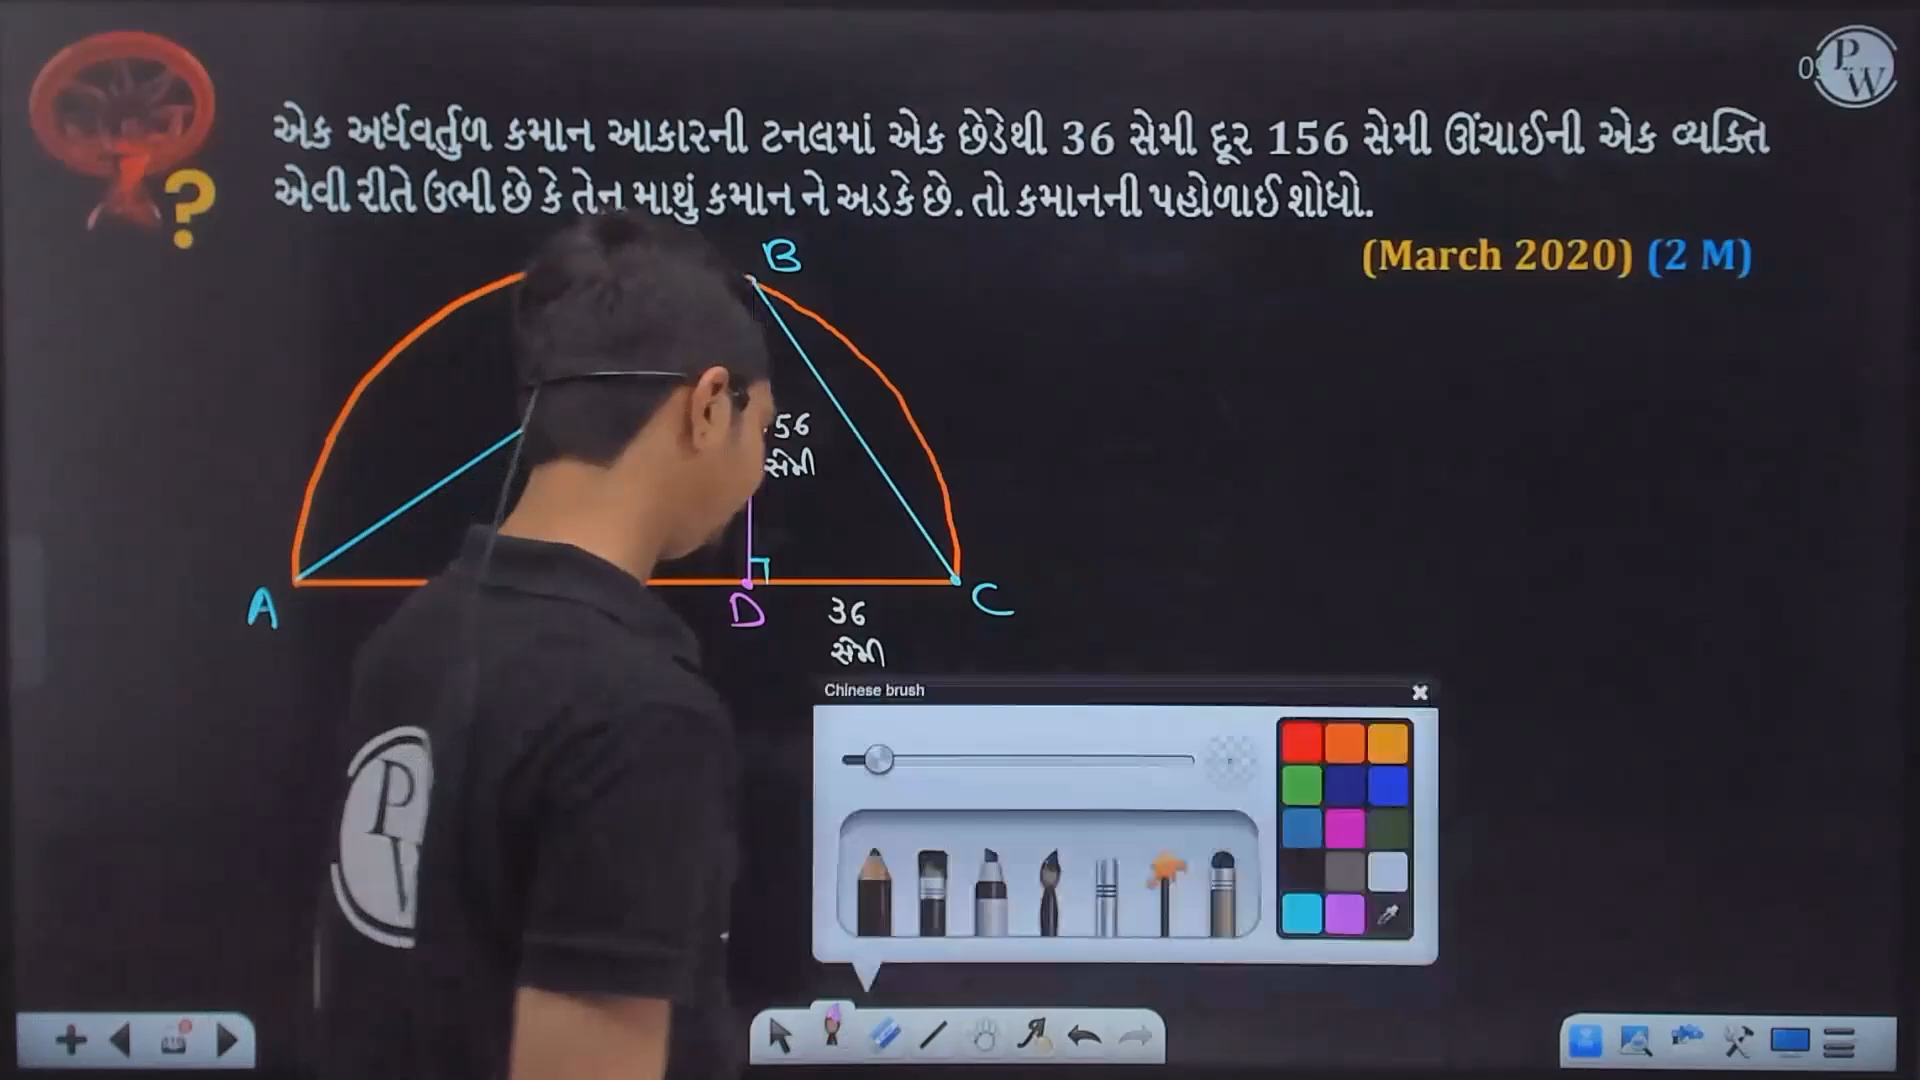 એક અર્ધવર્તુળ કમાન આકારની ટનલમાં એક છેડેથી 36 સેમી દૂર 156 સેમી ઊંચાઈની એક વ્યક્તિ
એવી રીતે ઉભી છે કે તેન માથું કમાન ને અડકે છે. તો કમાનની પહોળાઈ શોધો.
(March 2020) (2 M)
PW
?
B
56
સેમી
A
D
36
સેમી
C
Chinese brush
P